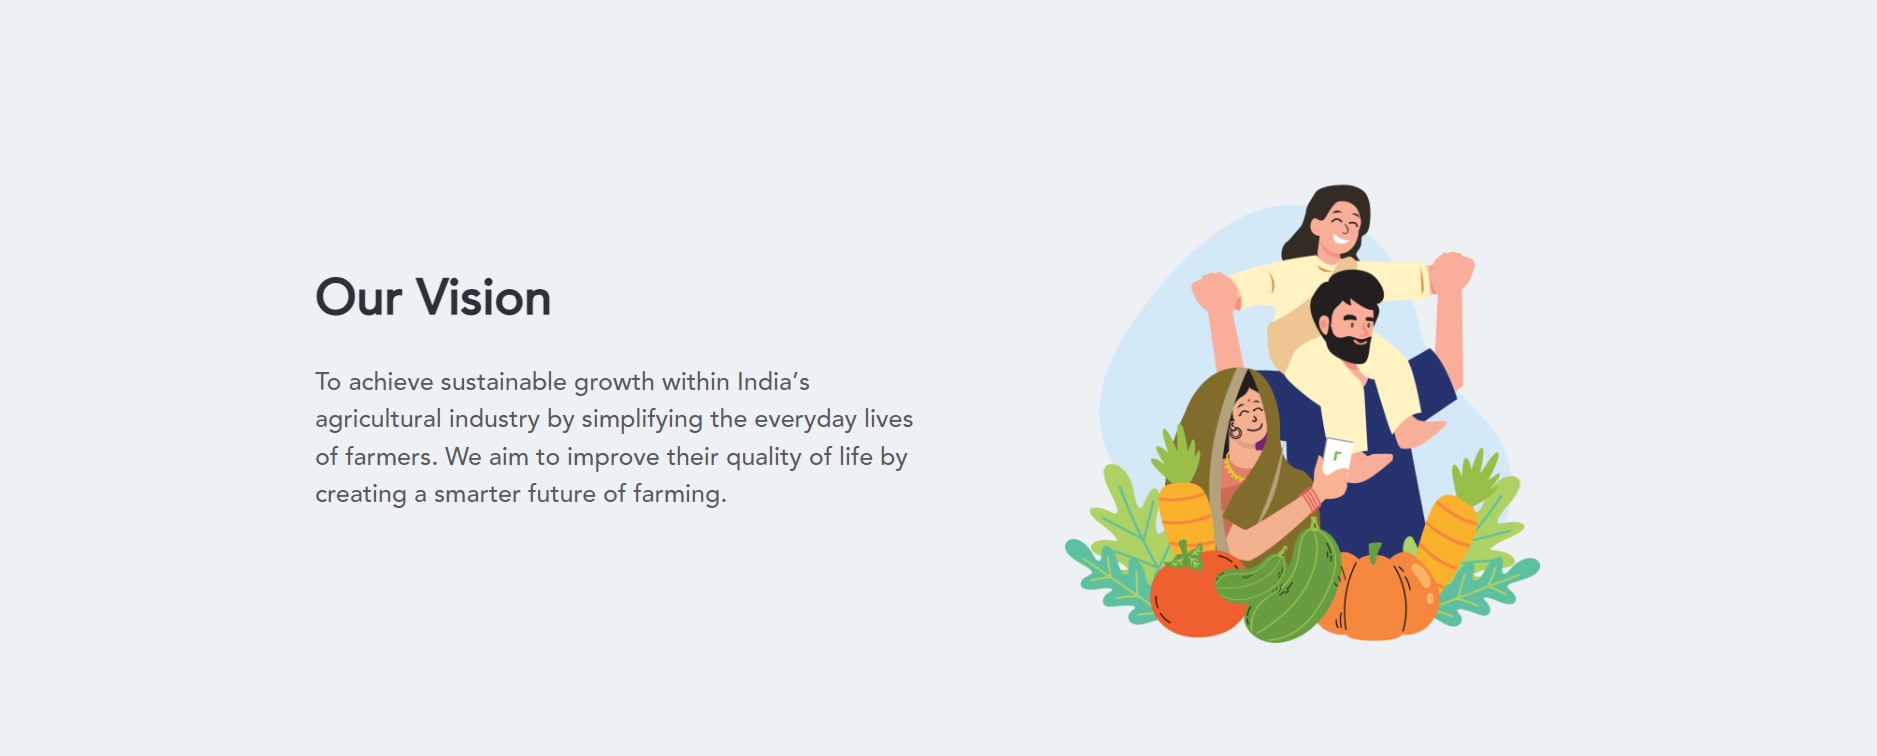 Our Vision
To achieve sustainable growth within India’s
agricultural industry by simplifying the everyday lives
of farmers. We aim to improve their quality of life by
creating a smarter future of farming.
r